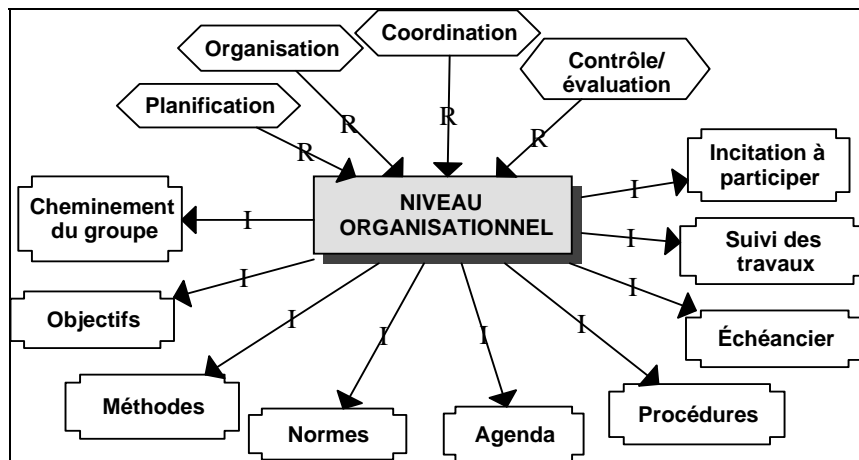 Coordination
Organisation
Contrôle/
évaluation
Planification
R
R
R
R
Incitation à
participer
NIVEAU
ORGANISATIONNEL
Cheminement
du groupe
I
I
I
Suivi des
travaux
I
I
Objectifs
Échéancier
I
I
I
I
Méthodes
Normes
Agenda
Procédures